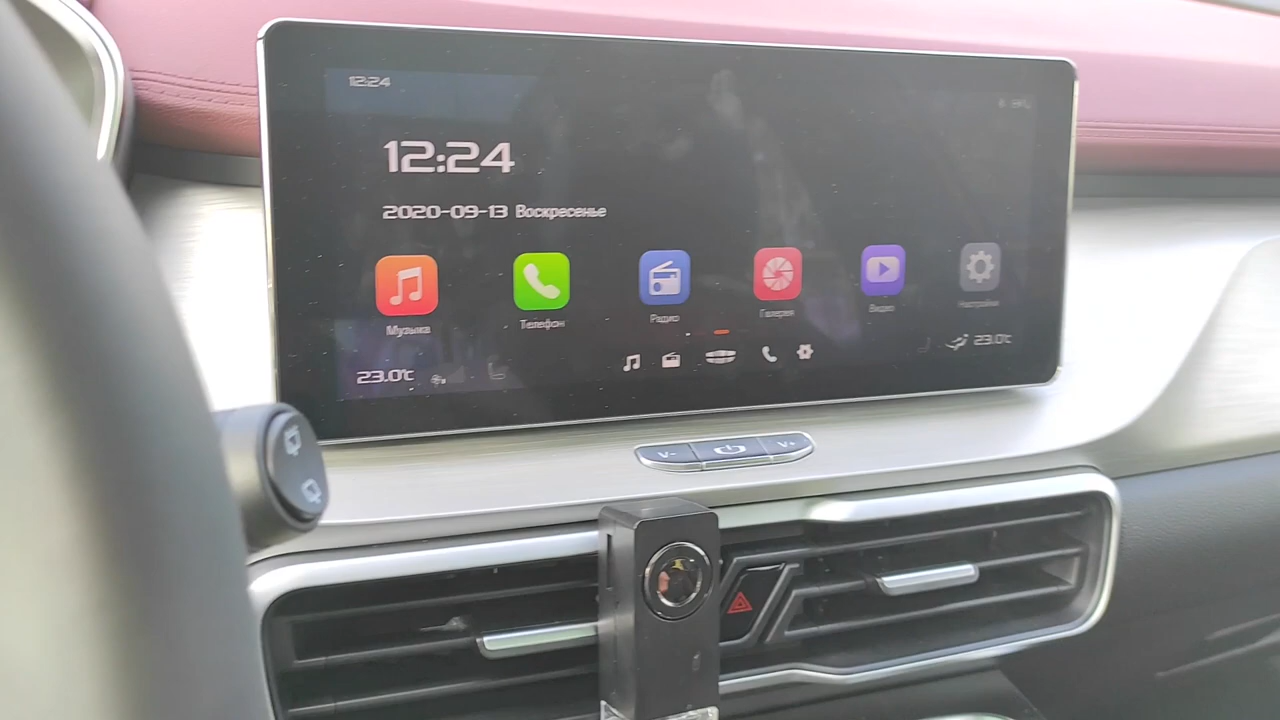 12:24
12:24
2020-09-13 Воскресенье
Музыка
Телефон
Радио
Галерея
Видео
Настройки
23.0℃
23.0℃
V-
V+